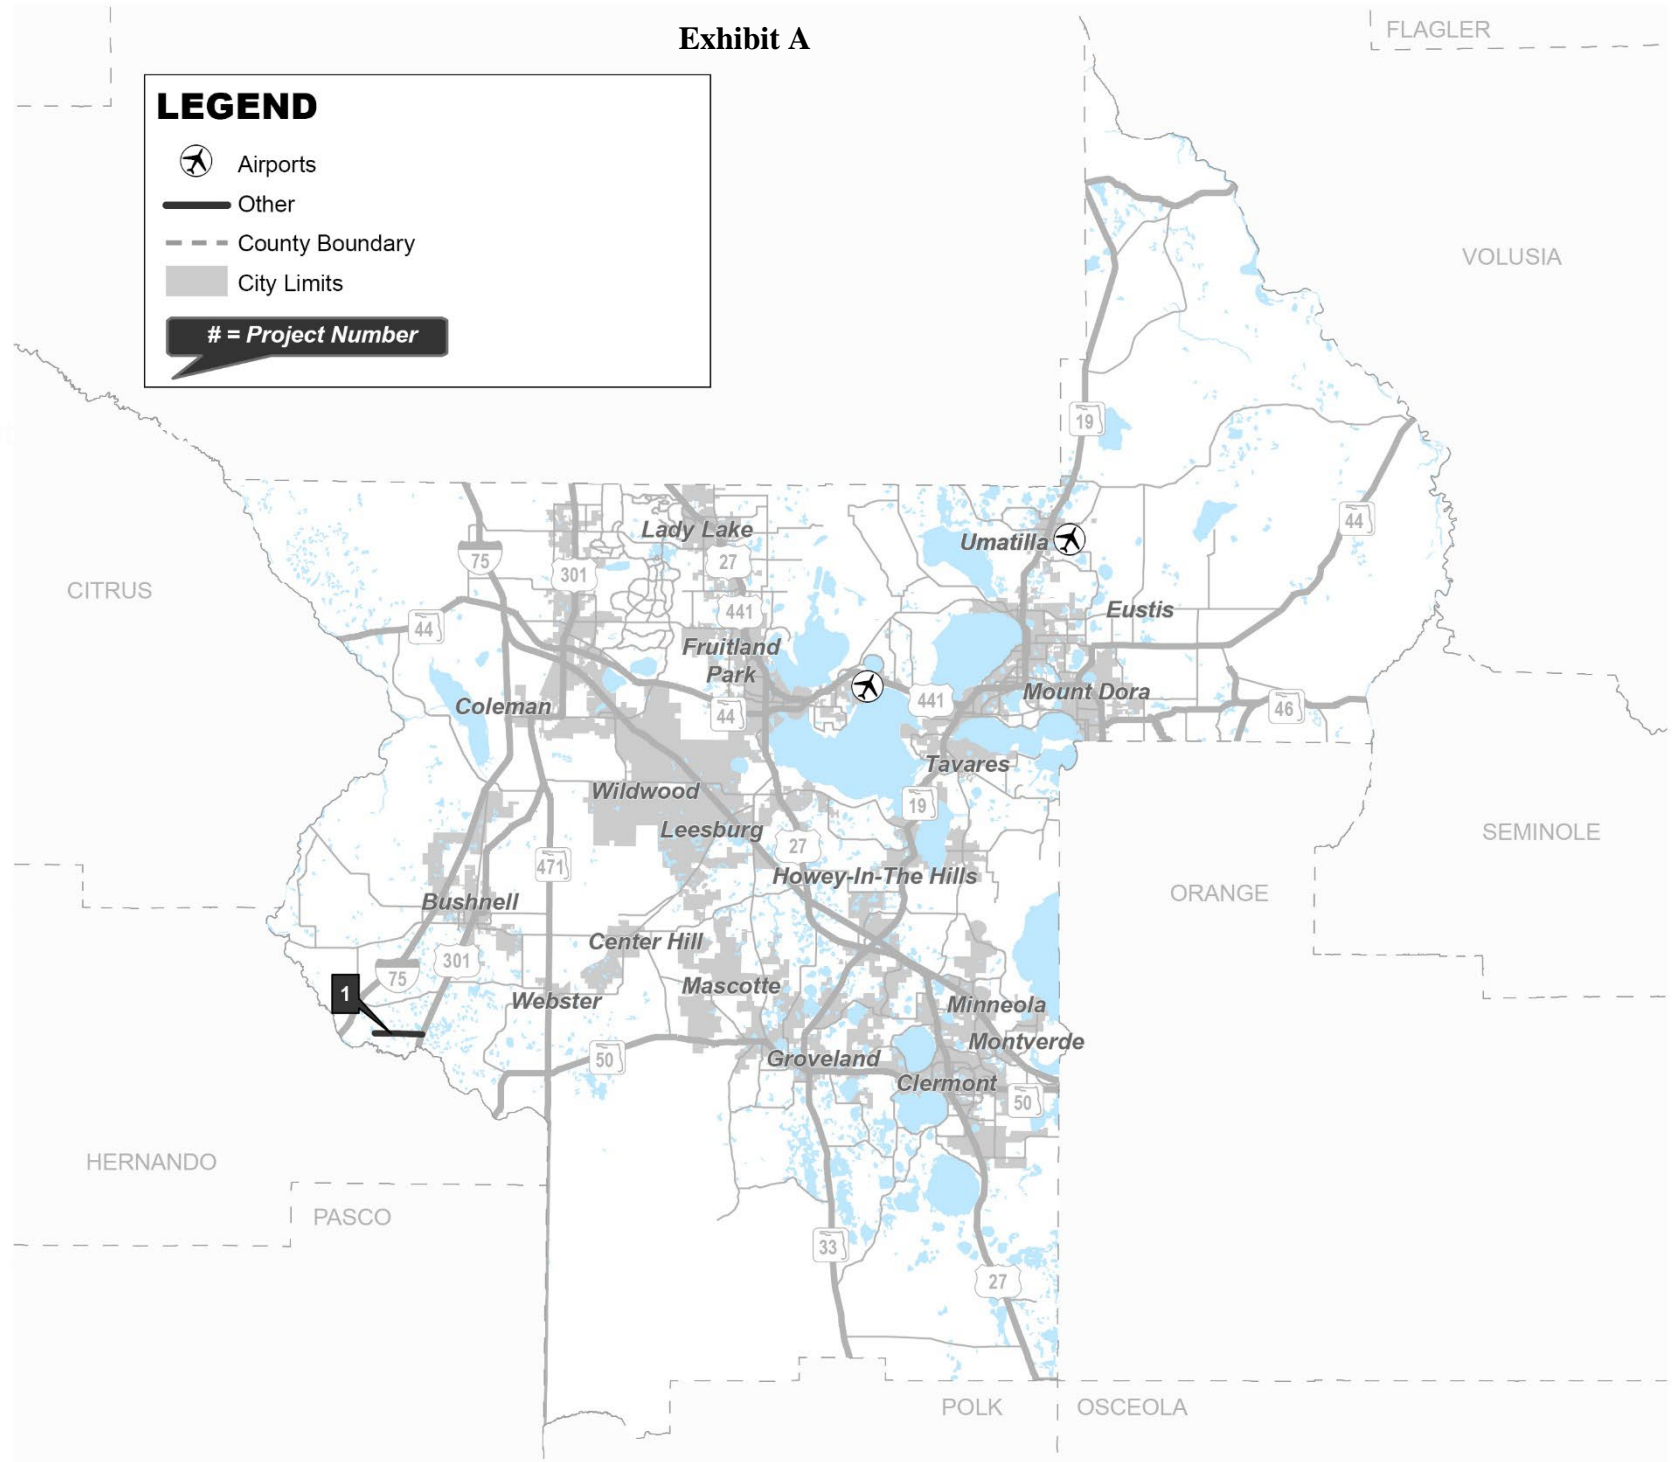 Exhibit A
FLAGLER
LEGEND
Airports
Other
County Boundary
City Limits
# = Project Number
VOLUSIA
19
44
Lady Lake
Umatilla
75
27
301
CITRUS
441
Eustis
44
Fruitland
Park
Mount Dora
441
Coleman
44
46
Tavares
Wildwood
19
Leesburg
SEMINOLE
27
471
Howey-In-The Hills
ORANGE
Bushnell
Center Hill
301
75
Mascotte
1
Webster
Minneola
Montverde
50
Groveland
Clermont
50
HERNANDO
PASCO
33
27
POLK
OSCEOLA